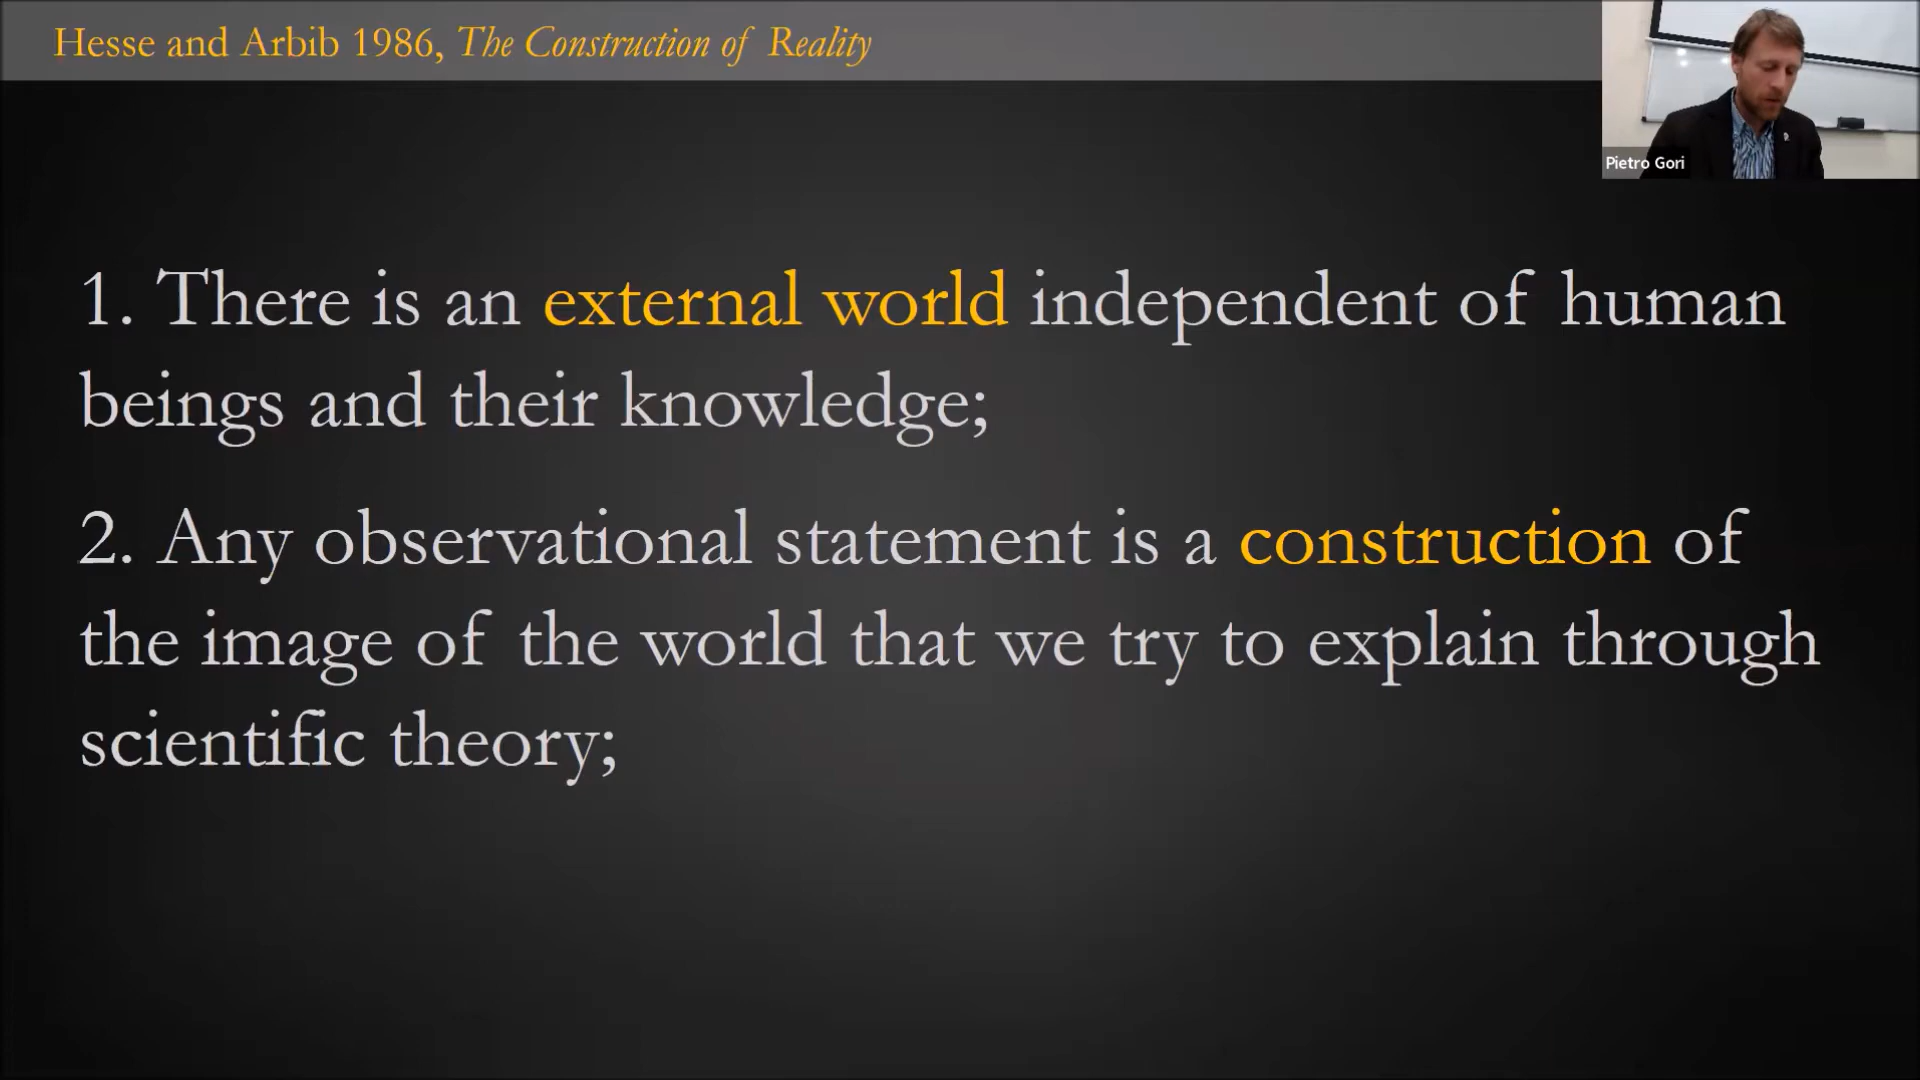 Hesse and Arbib 1986, The Construction of Reality
Pietro Gori
1. There is an external world independent of human
beings and their knowledge;
2. Any observational statement is a construction of
the image of the world that we try to explain through
scientific theory;